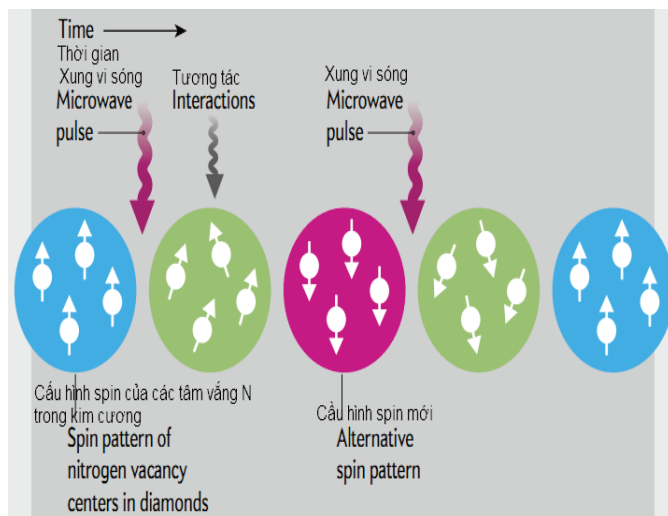 Time
Thời gian
Xung vi sóng
Microwave
pulse
Tương tác
Interactions
Xung vi sóng
Microwave
pulse
Cấu hình spin của các tâm vắng N
trong kim cương
Spin pattern of
nitrogen vacancy
centers in diamonds
Cấu hình spin mới
Alternative
spin pattern